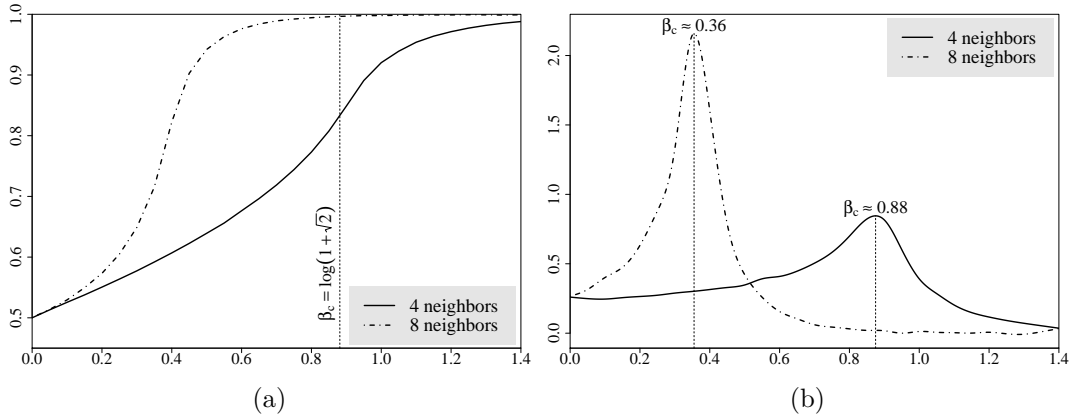 1.0
0.9
0.8
0.7
0.6
0.5
β_c = log(1+√2)
4 neighbors
8 neighbors
0.0 0.2 0.4 0.6 0.8 1.0 1.2 1.4
(a)
β_c ≈ 0.36
4 neighbors
8 neighbors
2.0
1.5
1.0
β_c ≈ 0.88
0.5
0.0
0.0 0.2 0.4 0.6 0.8 1.0 1.2 1.4
(b)